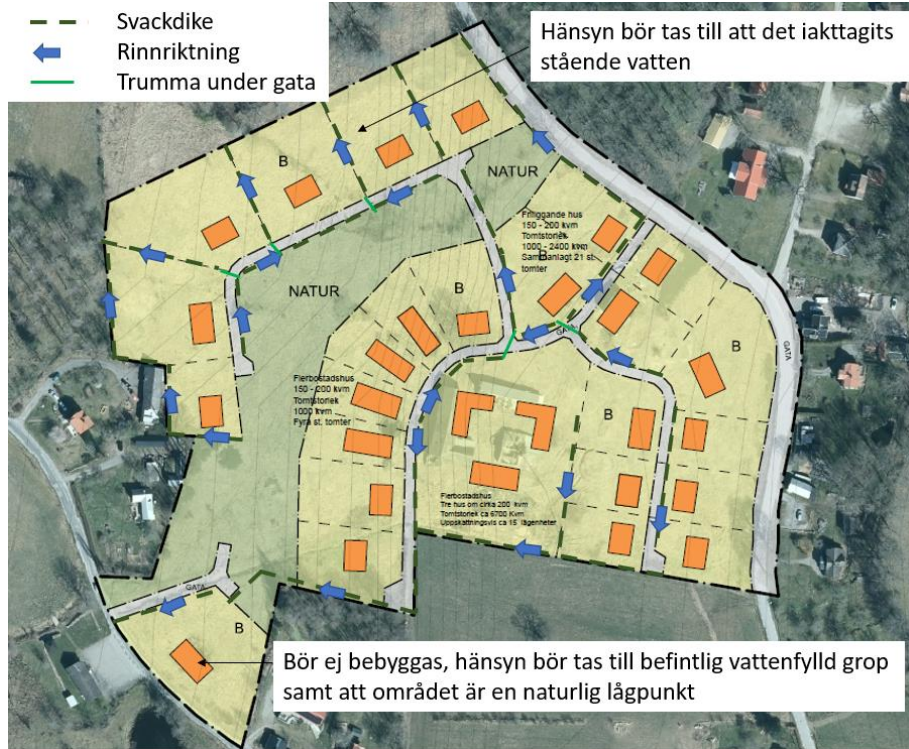 Svackdike
Rinnriktning
Trumma under gata
Hänsyn bör tas till att det iakttagits
stående vatten
B
NATUR
Friliggande hus
150 - 200 kvm
Tomtstorlek
1000 - 2400 kvm
Sammanlagt 21 st.
tomter
B
NATUR
B
GATA
B
GATA
Flerbostadshus
150 - 200 kvm
Tomtstorlek
1000 kvm
Fyra st. tomter
B
Flerbostadshus
Tre hus om cirka 200 kvm
Tomtstorlek ca 6700 Kvm
Uppskattningsvis ca 15 lägenheter
GATA
B
Bör ej bebyggas, hänsyn bör tas till befintlig vattenfylld grop
samt att området är en naturlig lågpunkt